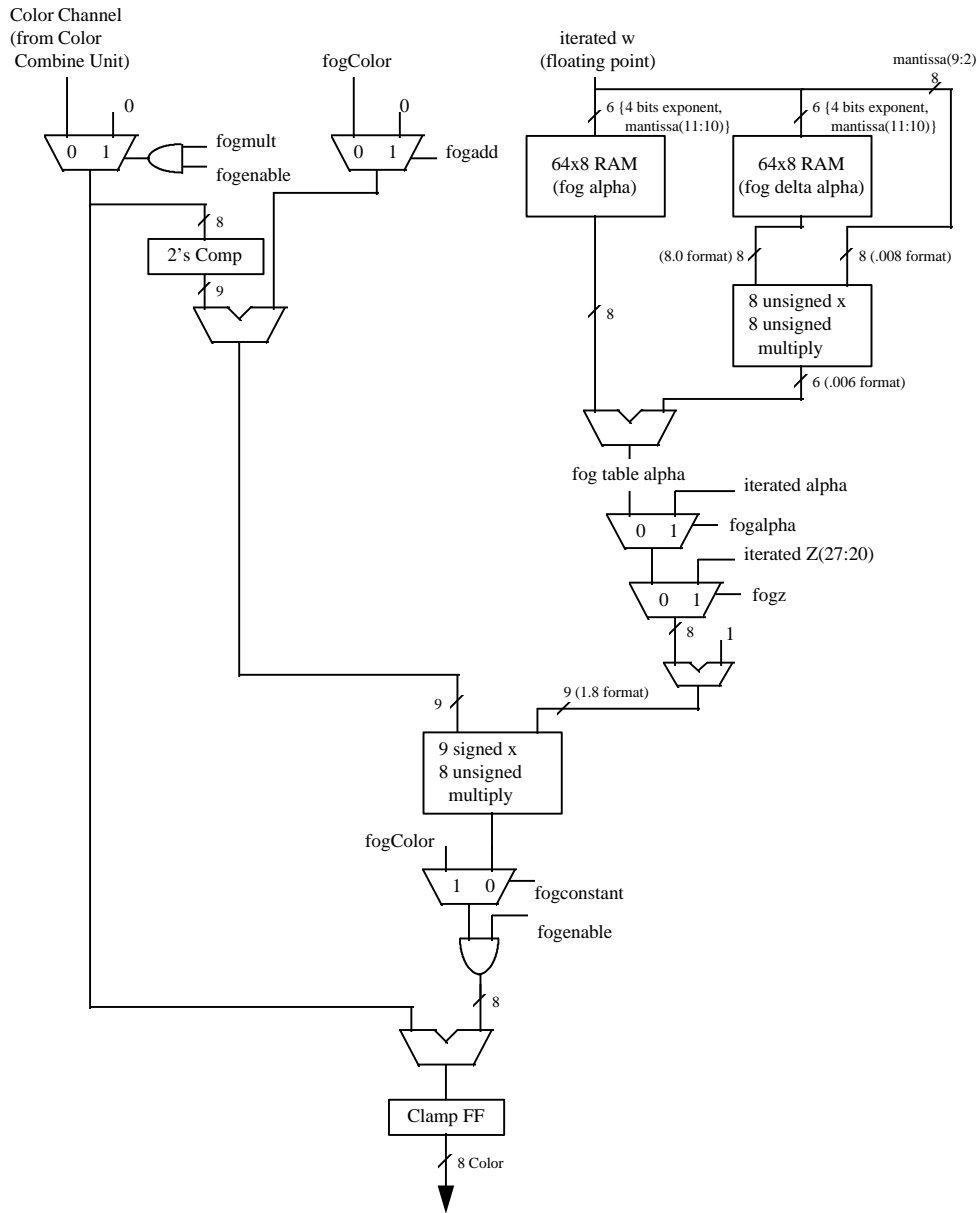 Color Channel
(from Color
Combine Unit)
fogColor
iterated w
(floating point)
mantissa(9:2)
8
0
0
6 {4 bits exponent,
mantissa(11:10)}
6 {4 bits exponent,
mantissa(11:10)}
0 1
fogmult
fogenable
0 1
fogadd
64x8 RAM
(fog alpha)
64x8 RAM
(fog delta alpha)
8
2's Comp
9
(8.0 format) 8
8 (.008 format)
8
8 unsigned x
8 unsigned
multiply
6 (.006 format)
fog table alpha
iterated alpha
0 1
fogalpha
iterated Z(27:20)
0 1
fogz
8
1
9
9 (1.8 format)
9 signed x
8 unsigned
multiply
fogColor
1 0
fogconstant
fogenable
8
Clamp FF
8 Color